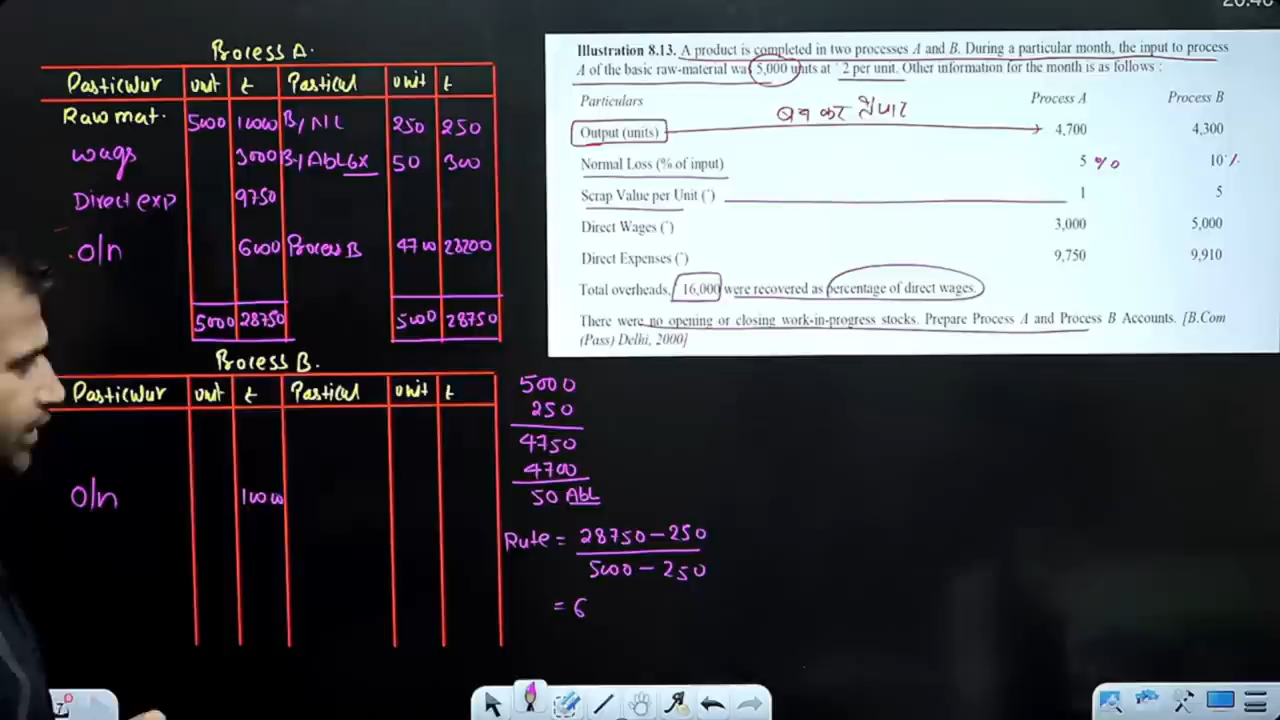 Process A.
Particular unit ₹ Particul unit ₹
Raw mat. 5000 10000 B/N/L 250 250
wags 3000 B/AbL 6x 50 300
Direct exp 9750
o/n 6000 Process B 4700 28200
5000 28750 5000 28750
Process B.
Particular unit ₹ Particul unit ₹
o/n 10000
Illustration 8.13. A product is completed in two processes A and B. During a particular month, the input to process
A of the basic raw-material was 5,000 units at ` 2 per unit. Other information for the month is as follows :
Particulars Process A Process B
बन कर तैयार
Output (units) 4,700 4,300
Normal Loss (% of input) 5 % 10 %
Scrap Value per Unit (`) 1 5
Direct Wages (`) 3,000 5,000
Direct Expenses (`) 9,750 9,910
Total overheads, 16,000 were recovered as percentage of direct wages.
There were no opening or closing work-in-progress stocks. Prepare Process A and Process B Accounts. [B.Com
(Pass) Delhi, 2000]
5000
250
4750
4700
50 AbL
Rate = 28750 - 250
5000 - 250
= 6